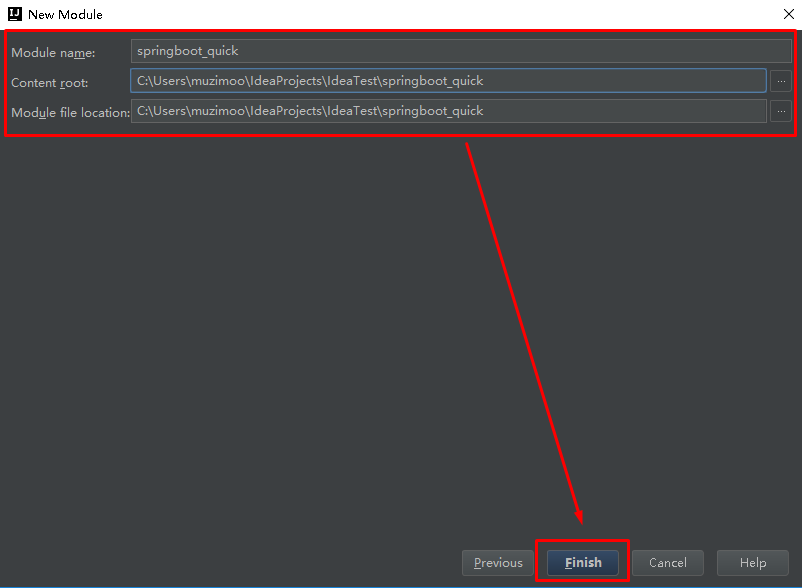 IJ New Module
Module name: springboot_quick
Content root: C:\Users\muzimoo\IdeaProjects\IdeaTest\springboot_quick ...
Module file location: C:\Users\muzimoo\IdeaProjects\IdeaTest\springboot_quick ...
Previous Finish Cancel Help